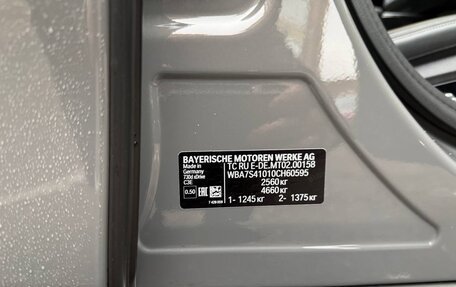 BAYERISCHE MOTOREN WERKE AG
Made in Germany
TC RU E-DE.MT02.00158
730d xDrive
WBA7S41010CH60595
C3E
2560 кг
0.50
EAC
4660 кг
1- 1245 кг 2- 1375 кг